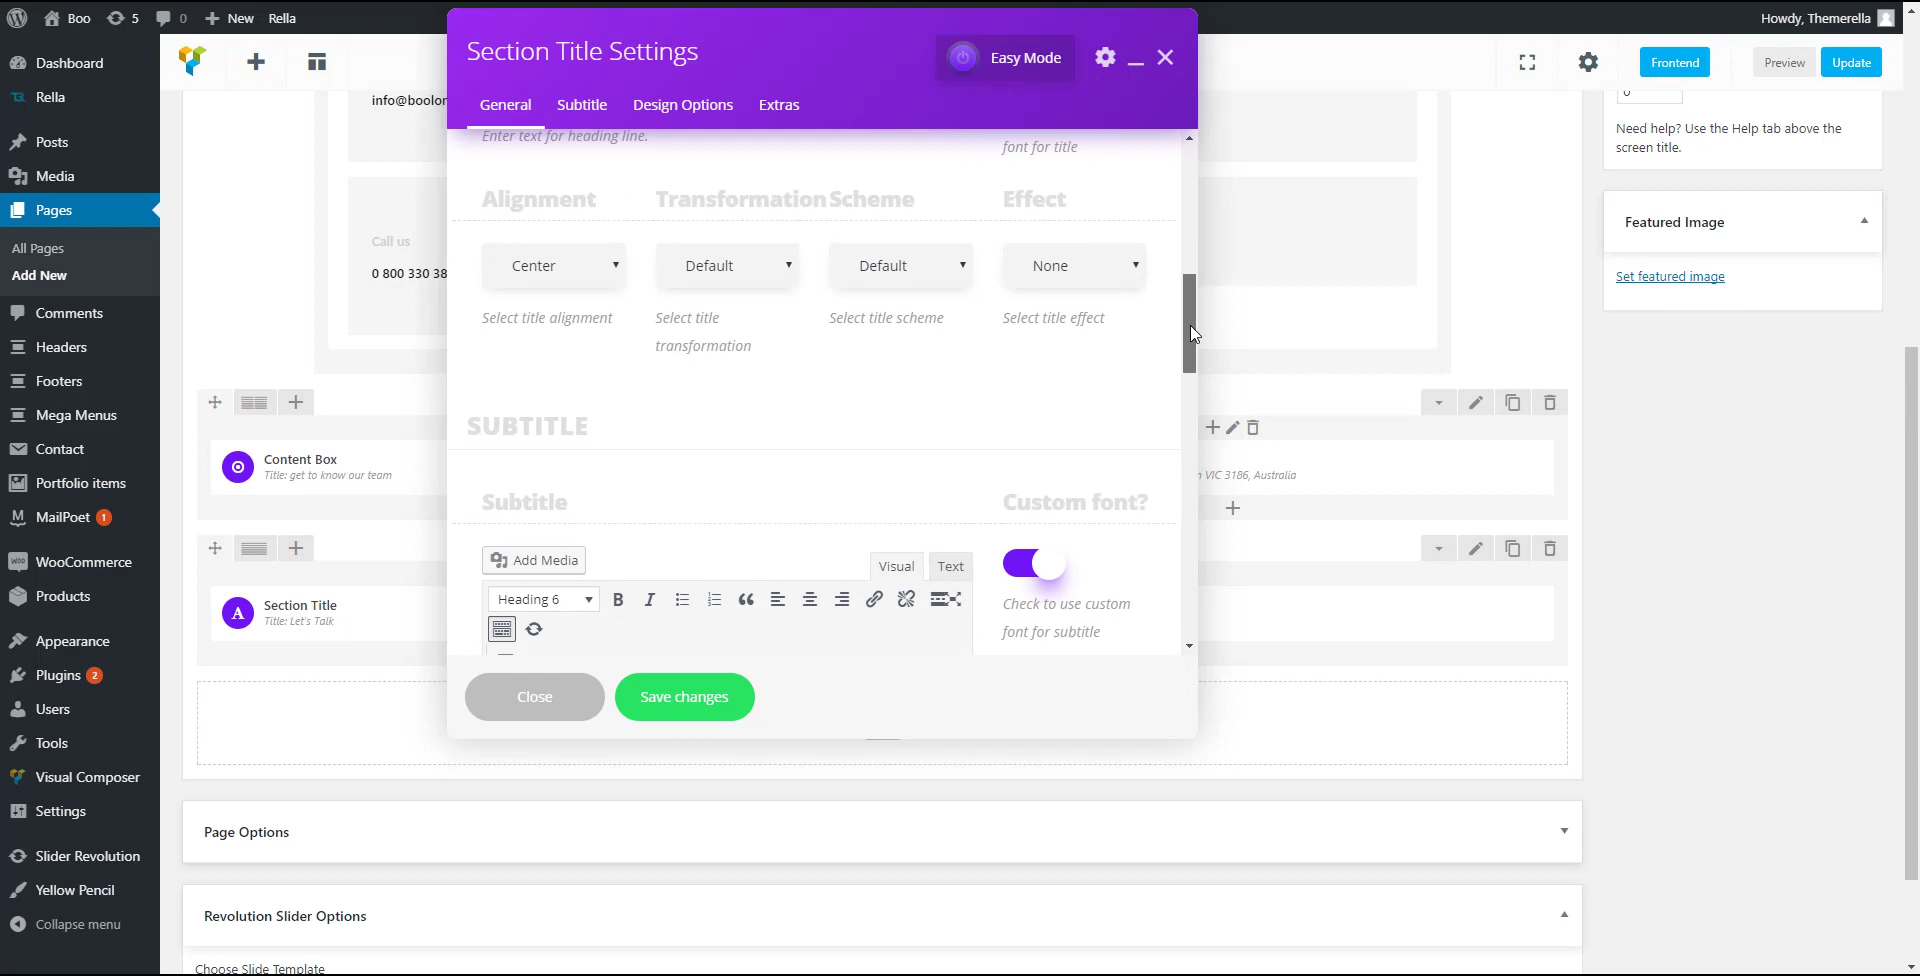 Boo
5
0
New
Rella
Howdy, Themerella
Dashboard
Rella
Posts
Media
Pages
All Pages
Add New
Comments
Headers
Footers
Mega Menus
Contact
Portfolio items
MailPoet 1
WooCommerce
Products
Appearance
Plugins 2
Users
Tools
Visual Composer
Settings
Slider Revolution
Yellow Pencil
Collapse menu
Frontend
Preview
Update
info@boolon
Call us
0 800 330 38
Content Box
Title: get to know our team
VIC 3186, Australia
Section Title
Title: Let's Talk
Section Title Settings
Easy Mode
General
Subtitle
Design Options
Extras
Enter text for heading line.
font for title
Alignment
Transformation
Scheme
Effect
Center
Default
Default
None
Select title alignment
Select title
transformation
Select title scheme
Select title effect
SUBTITLE
Subtitle
Custom font?
Add Media
Visual
Text
Heading 6
B
I
Check to use custom
font for subtitle
Close
Save changes
Page Options
Revolution Slider Options
Choose Slide Template
0
Need help? Use the Help tab above the
screen title.
Featured Image
Set featured image